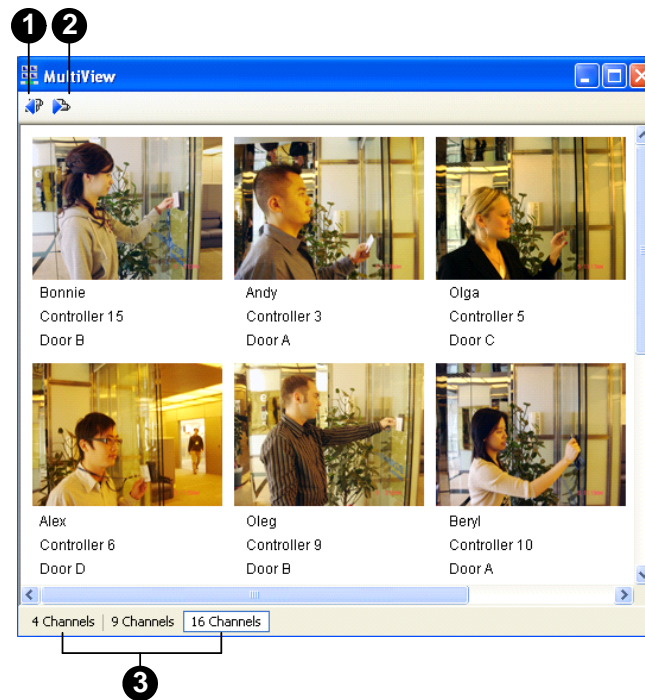 1 2
MultiView
Bonnie Andy Olga
Controller 15 Controller 3 Controller 5
Door B Door A Door C
Alex Oleg Beryl
Controller 6 Controller 9 Controller 10
Door D Door B Door A
4 Channels 9 Channels 16 Channels
3